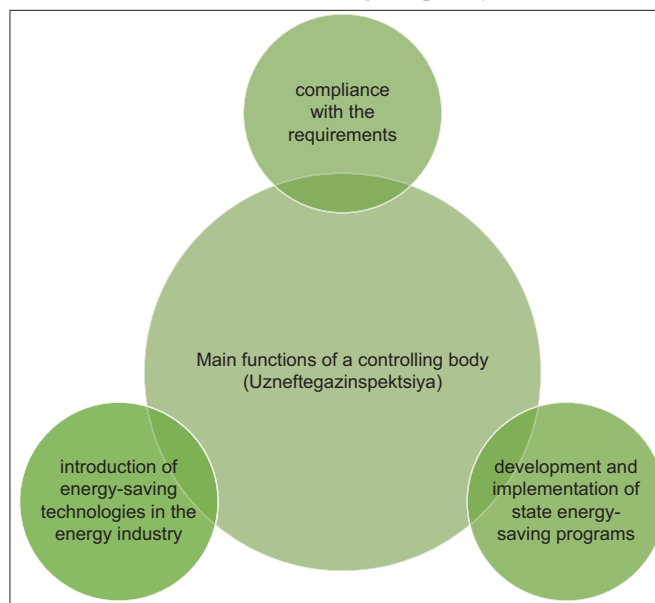 compliance
with the
requirements
Main functions of a controlling body
(Uzneftegazinspektsiya)
introduction of
energy-saving
technologies in the
energy industry
development and
implementation of
state energy-
saving programs